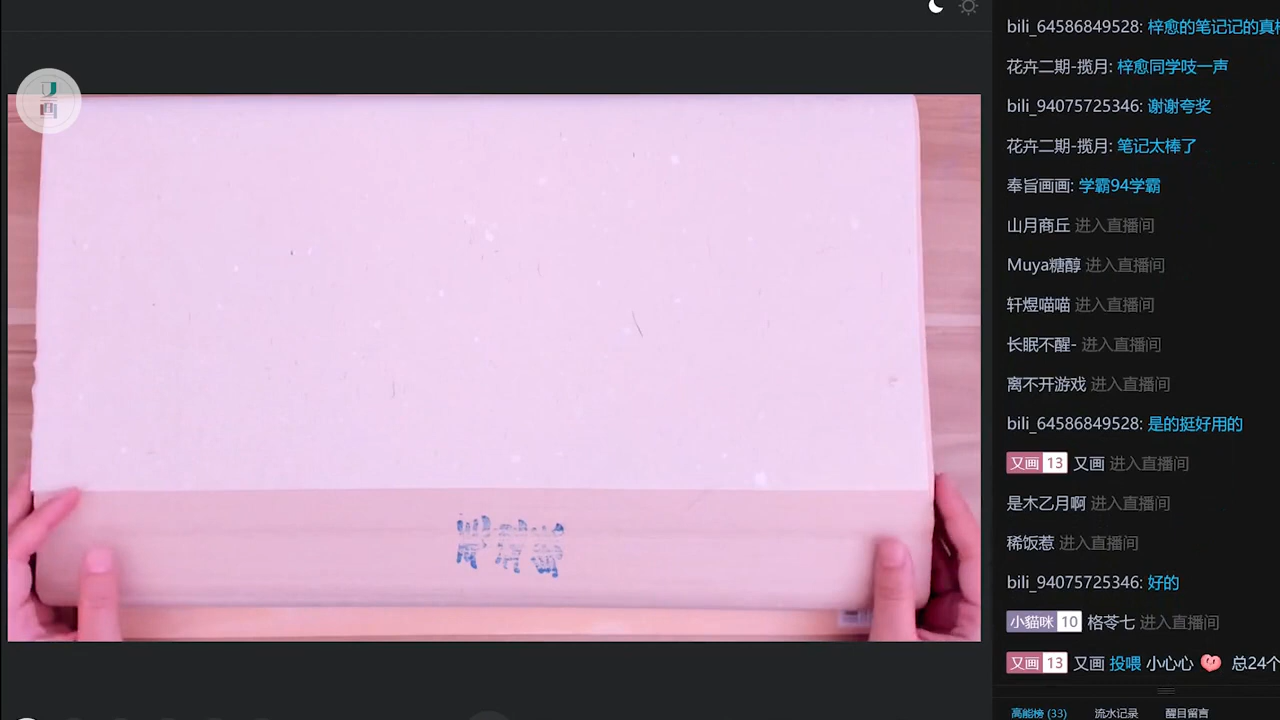 bili_64586849528: 梓愈的笔记记的真
花卉二期-揽月: 梓愈同学吱一声
bili_94075725346: 谢谢夸奖
花卉二期-揽月: 笔记太棒了
奉旨画画: 学霸94学霸
山月商丘 进入直播间
Muya糖醇 进入直播间
轩煜喵喵 进入直播间
长眠不醒- 进入直播间
离不开游戏 进入直播间
bili_64586849528: 是的挺好用的
又画 13 又画 进入直播间
是木乙月啊 进入直播间
稀饭惹 进入直播间
bili_94075725346: 好的
小貓咪 10 格苓七 进入直播间
又画 13 又画 投喂 小心心 总24个
高能榜 (33) 流水记录 醒目留言